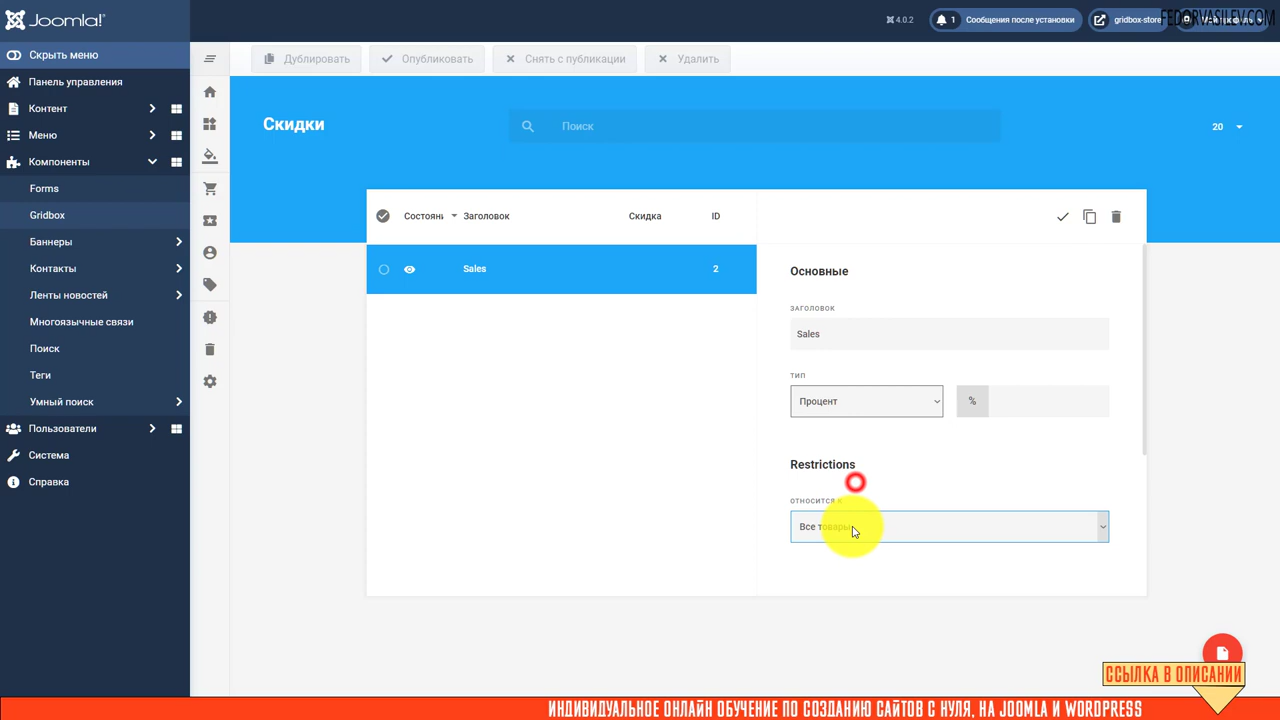 Joomla!
4.0.2
1
Сообщения после установки
gridbox-store
FEDORVASILEV.COM
Скрыть меню
Панель управления
Контент
Меню
Компоненты
Forms
Gridbox
Баннеры
Контакты
Ленты новостей
Многоязычные связи
Поиск
Теги
Умный поиск
Пользователи
Система
Справка
Дублировать
Опубликовать
Снять с публикации
Удалить
Скидки
Поиск
20
Заголовок
Скидка
ID
Sales
2
Основные
ЗАГОЛОВОК
Sales
ТИП
Процент
%
Restrictions
ОТНОСИТСЯ К
Все товары
ССЫЛКА В ОПИСАНИИ
ИНДИВИДУАЛЬНОЕ ОНЛАЙН ОБУЧЕНИЕ ПО СОЗДАНИЮ САЙТОВ С НУЛЯ, НА JOOMLA И WORDPRESS